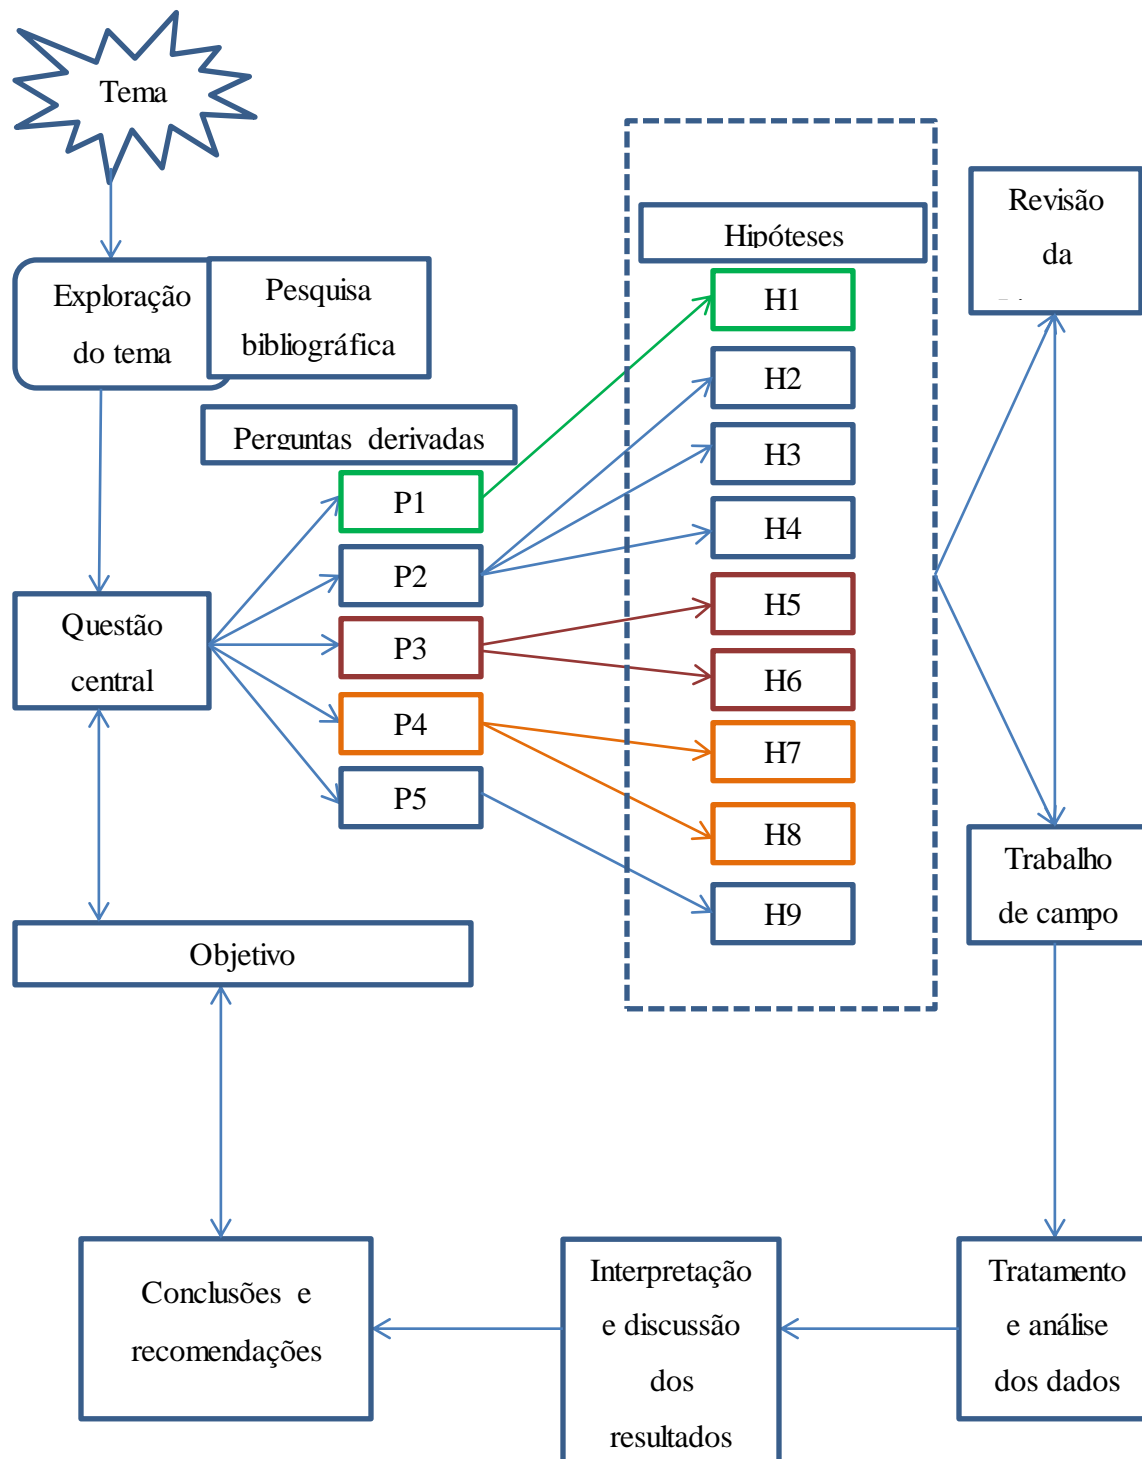 Tema
Exploração
do tema
Pesquisa
bibliográfica
Perguntas derivadas
P1
P2
P3
P4
P5
Questão
central
Objetivo
Hipóteses
H1
H2
H3
H4
H5
H6
H7
H8
H9
Revisão
da
Trabalho
de campo
Tratamento
e análise
dos dados
Interpretação
e discussão
dos
resultados
Conclusões e
recomendações